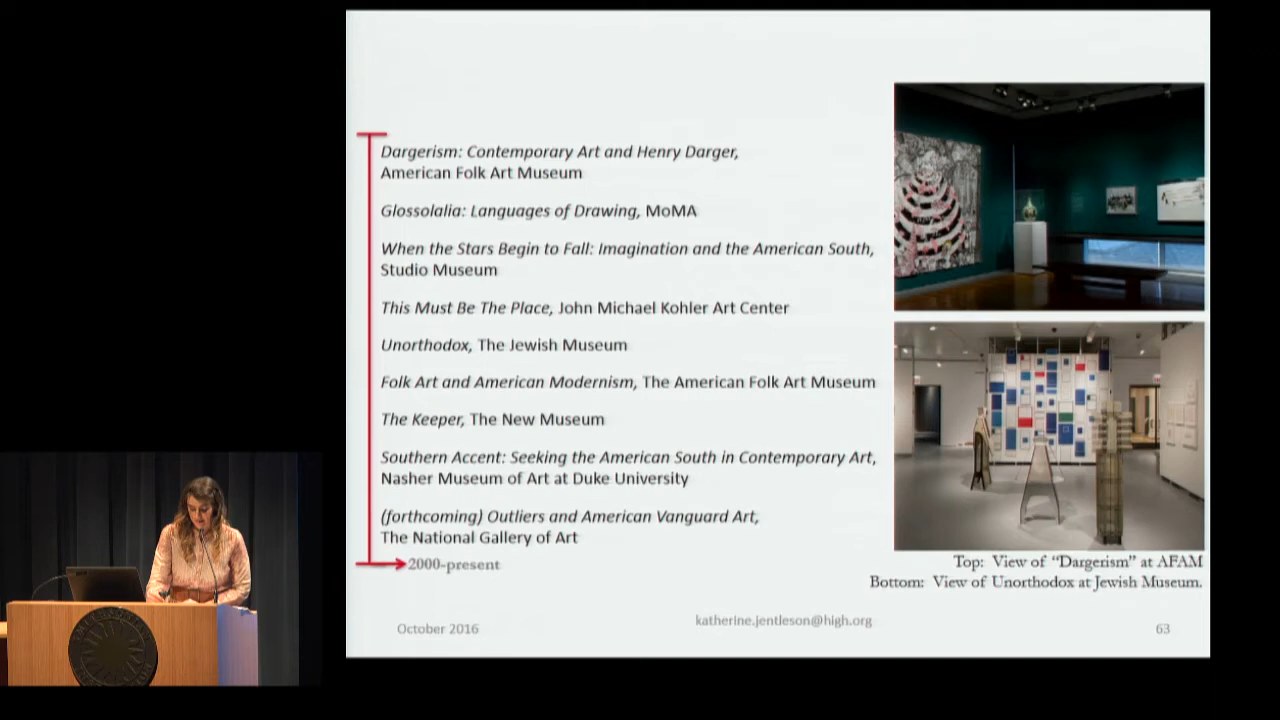 Dargerism: Contemporary Art and Henry Darger,
American Folk Art Museum
Glossolalia: Languages of Drawing, MoMA
When the Stars Begin to Fall: Imagination and the American South,
Studio Museum
This Must Be The Place, John Michael Kohler Art Center
Unorthodox, The Jewish Museum
Folk Art and American Modernism, The American Folk Art Museum
The Keeper, The New Museum
Southern Accent: Seeking the American South in Contemporary Art,
Nasher Museum of Art at Duke University
(forthcoming) Outliers and American Vanguard Art,
The National Gallery of Art
2000-present
Top: View of “Dargerism” at AFAM
Bottom: View of Unorthodox at Jewish Museum.
October 2016
katherine.jentleson@high.org
63